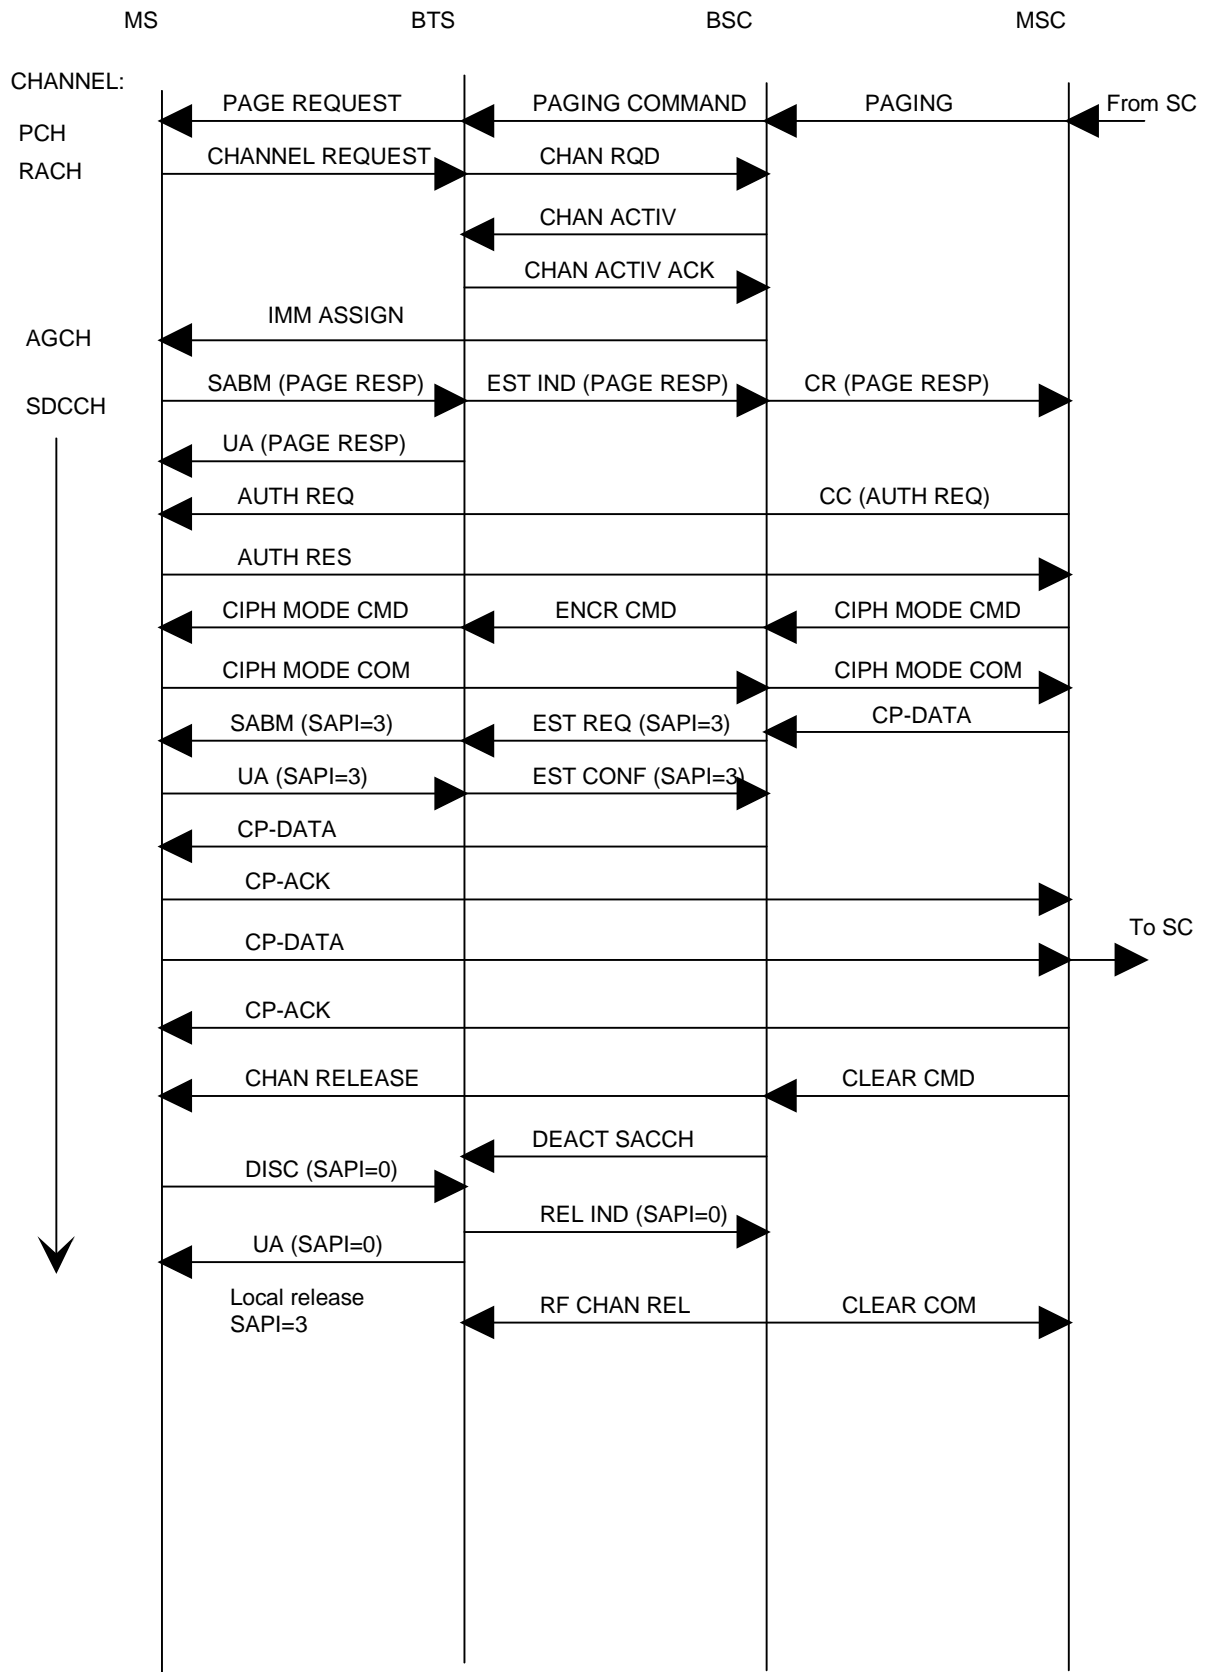 MS BTS BSC MSC
CHANNEL:
PAGE REQUEST PAGING COMMAND PAGING From SC
PCH
CHANNEL REQUEST CHAN RQD
RACH
CHAN ACTIV
CHAN ACTIV ACK
IMM ASSIGN
AGCH
SABM (PAGE RESP) EST IND (PAGE RESP) CR (PAGE RESP)
SDCCH
UA (PAGE RESP)
AUTH REQ CC (AUTH REQ)
AUTH RES
CIPH MODE CMD ENCR CMD CIPH MODE CMD
CIPH MODE COM CIPH MODE COM
CP-DATA
SABM (SAPI=3) EST REQ (SAPI=3)
UA (SAPI=3) EST CONF (SAPI=3)
CP-DATA
CP-ACK
To SC
CP-DATA
CP-ACK
CHAN RELEASE CLEAR CMD
DEACT SACCH
DISC (SAPI=0)
REL IND (SAPI=0)
UA (SAPI=0)
Local release
SAPI=3
RF CHAN REL CLEAR COM